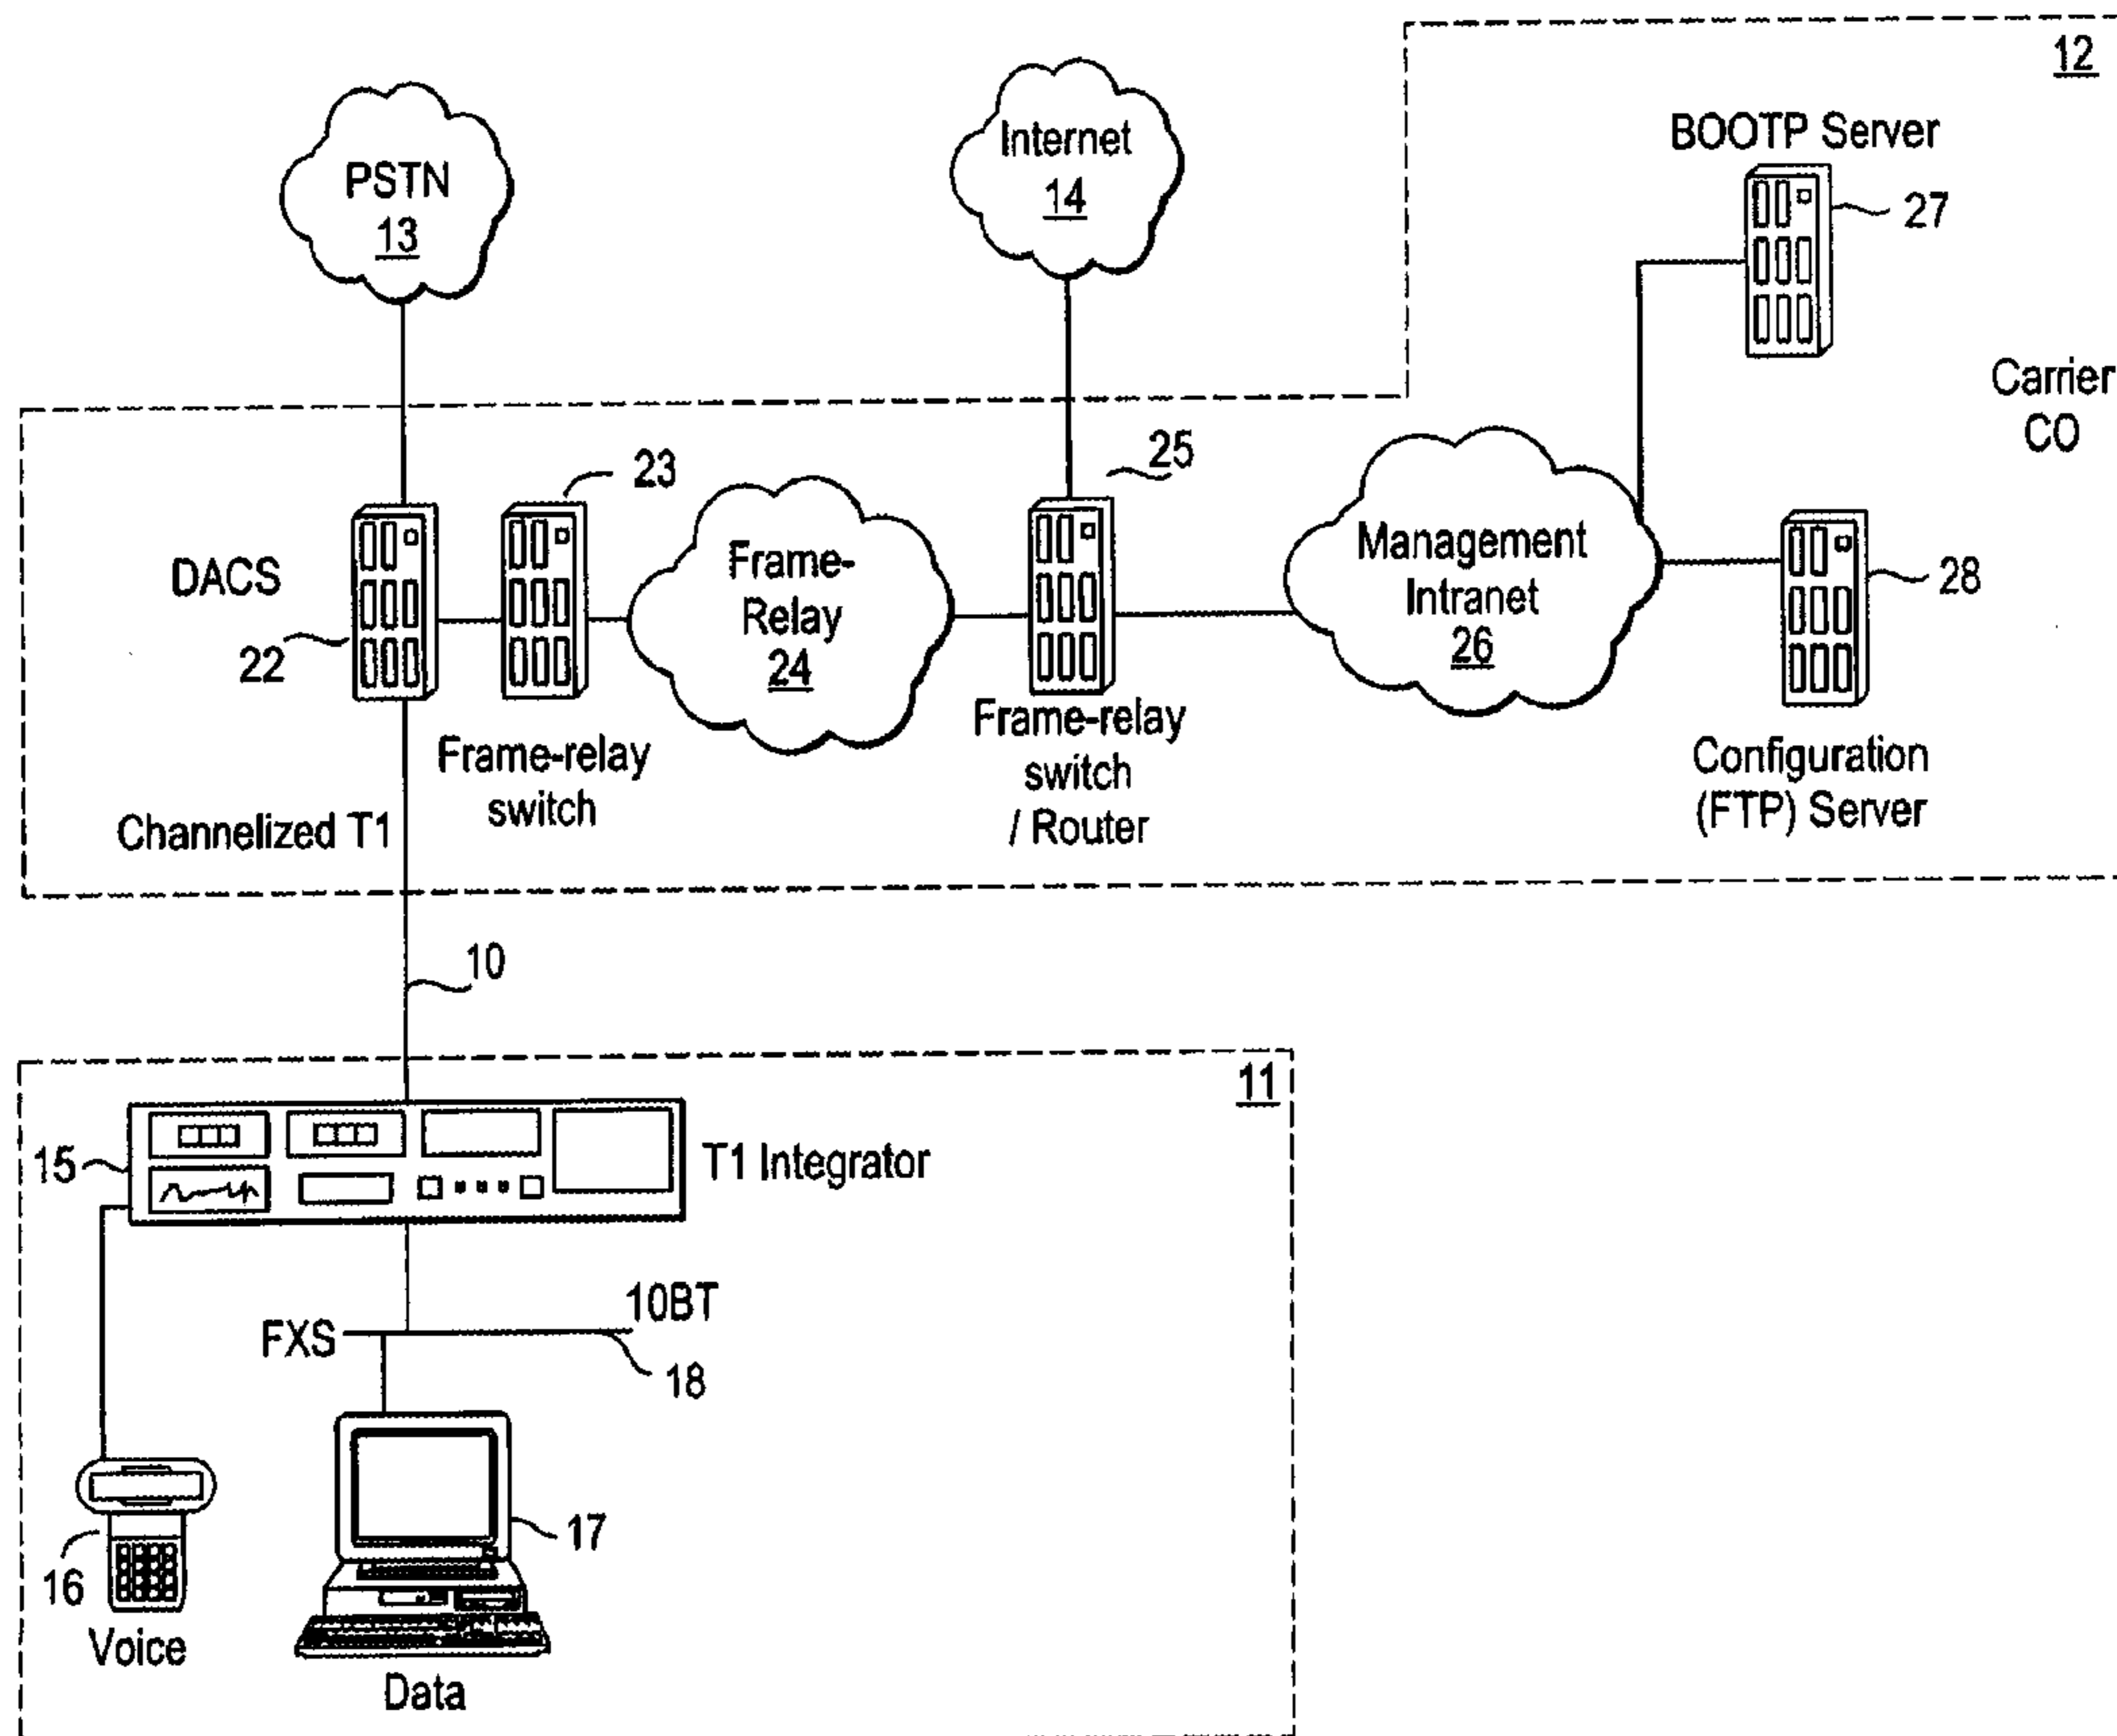 12
PSTN
13
Internet
14
BOOTP Server
27
Carrier
CO
DACS
22
23
Frame-relay
switch
Frame-
Relay
24
25
Frame-relay
switch
/ Router
Management
Intranet
26
28
Configuration
(FTP) Server
Channelized T1
10
11
15
T1 Integrator
FXS
10BT
18
16
Voice
17
Data